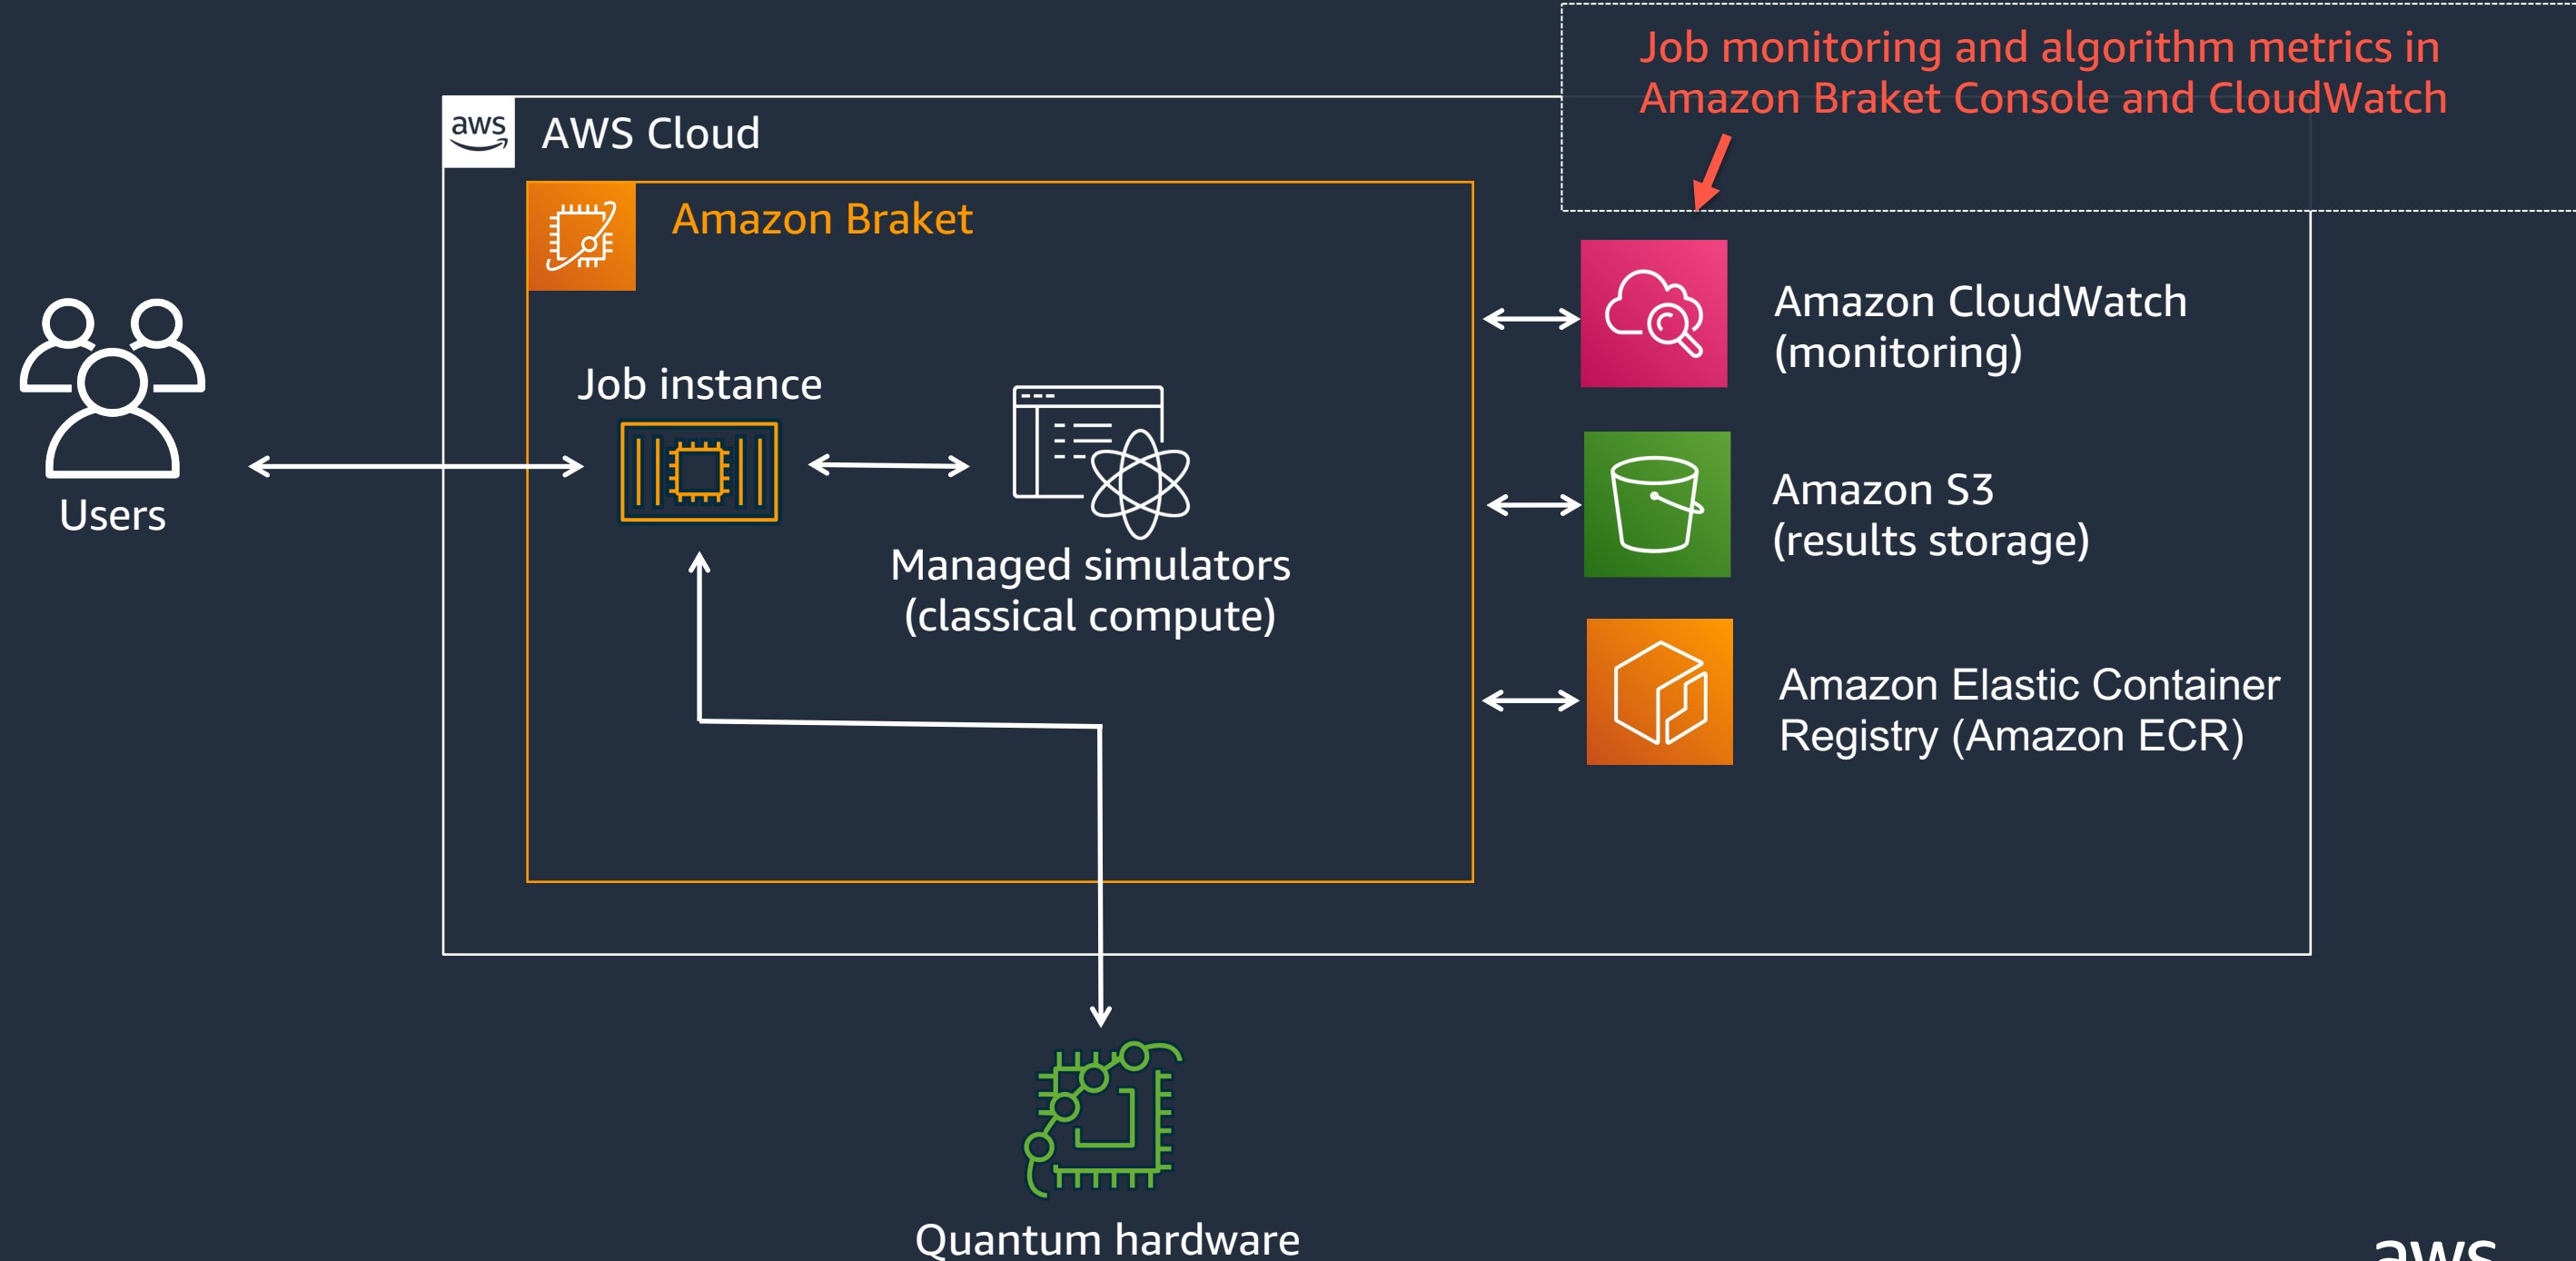 Job monitoring and algorithm metrics in
Amazon Braket Console and CloudWatch
aws
AWS Cloud
Amazon Braket
Users
Job instance
Managed simulators
(classical compute)
Amazon CloudWatch
(monitoring)
Amazon S3
(results storage)
Amazon Elastic Container
Registry (Amazon ECR)
Quantum hardware
aws